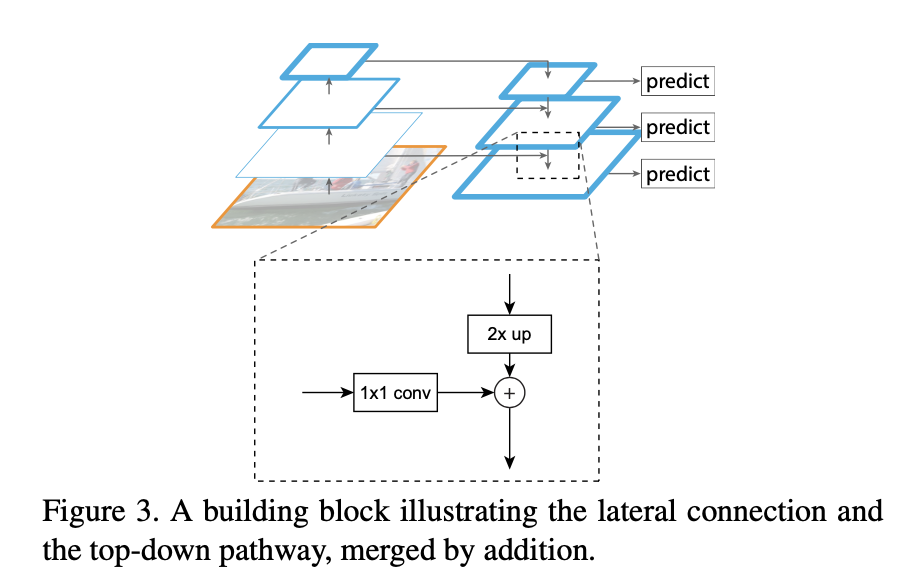 predict
predict
predict
2x up
1x1 conv
+
Figure 3. A building block illustrating the lateral connection and
the top-down pathway, merged by addition.